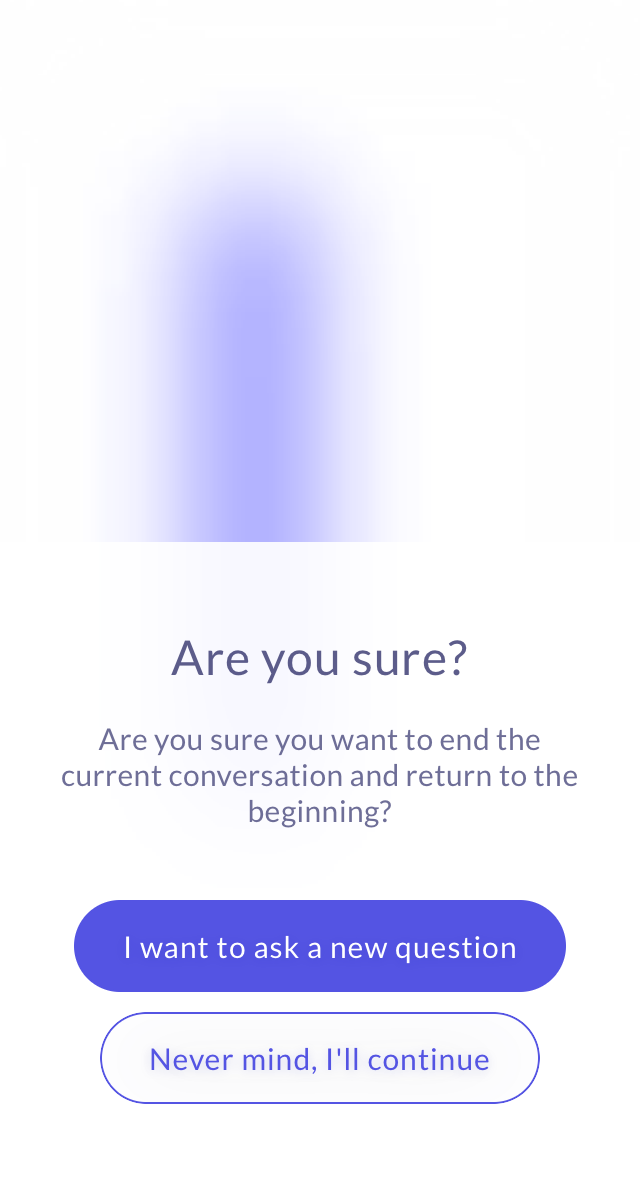 Are you sure?
Are you sure you want to end the
current conversation and return to the
beginning?
I want to ask a new question
Never mind, I'll continue